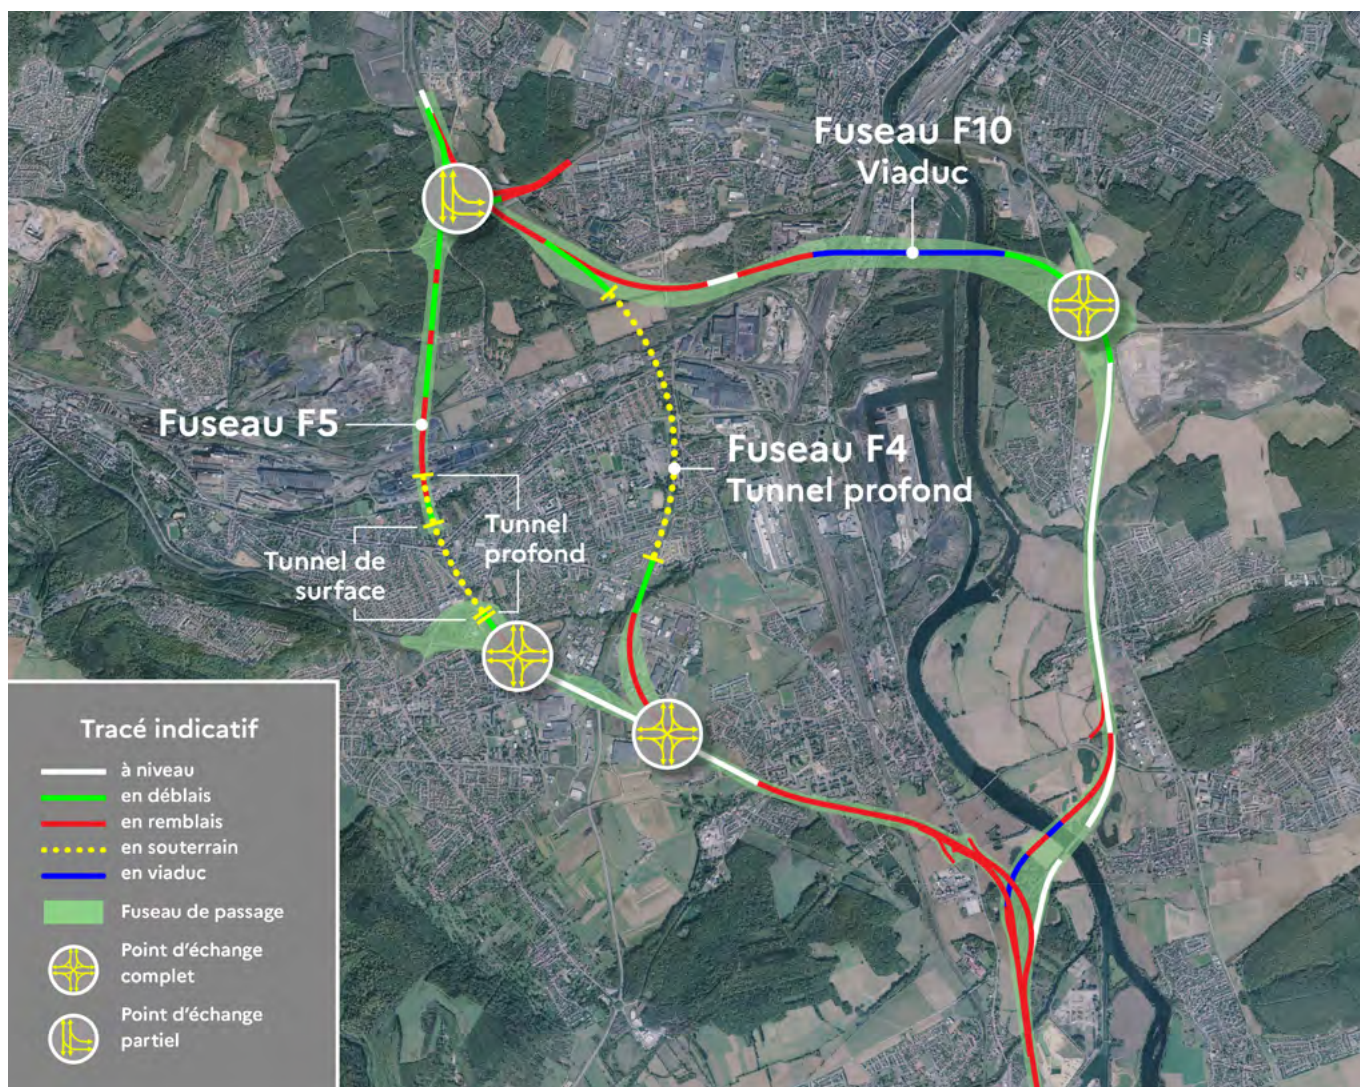 Fuseau F10
Viaduc
Fuseau F5
Fuseau F4
Tunnel profond
Tunnel
profond
Tunnel de
surface
Tracé indicatif
à niveau
en déblais
en remblais
en souterrain
en viaduc
Fuseau de passage
Point d'échange
complet
Point d'échange
partiel